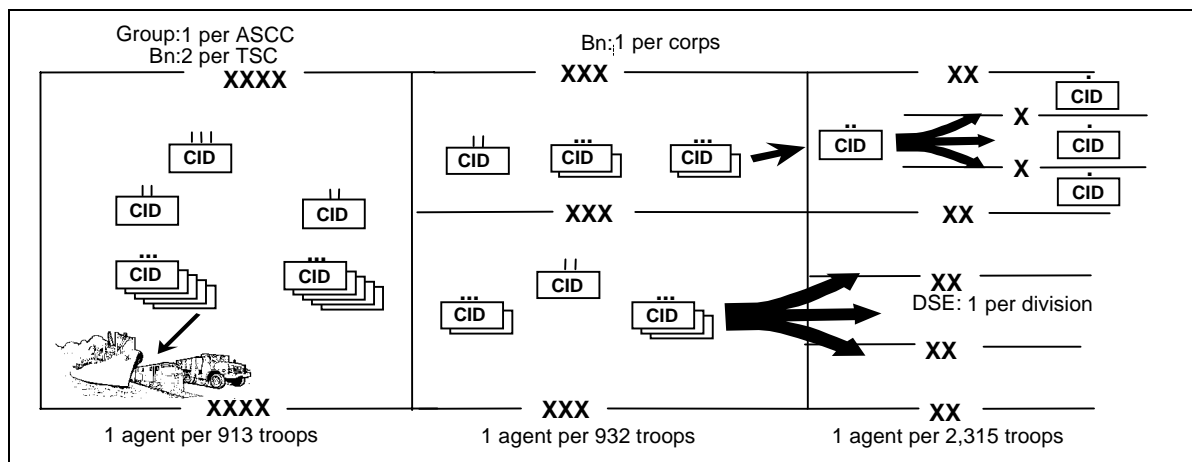 Group:1 per ASCC
Bn:2 per TSC
XXXX
Bn:1 per corps
XXX
XX
CID
X
CID
CID
CID
CID
CID
CID
X
CID
CID
CID
XXX
XX
CID
CID
CID
XX
CID
CID
DSE: 1 per division
XX
XXXX
XXX
XX
1 agent per 913 troops
1 agent per 932 troops
1 agent per 2,315 troops